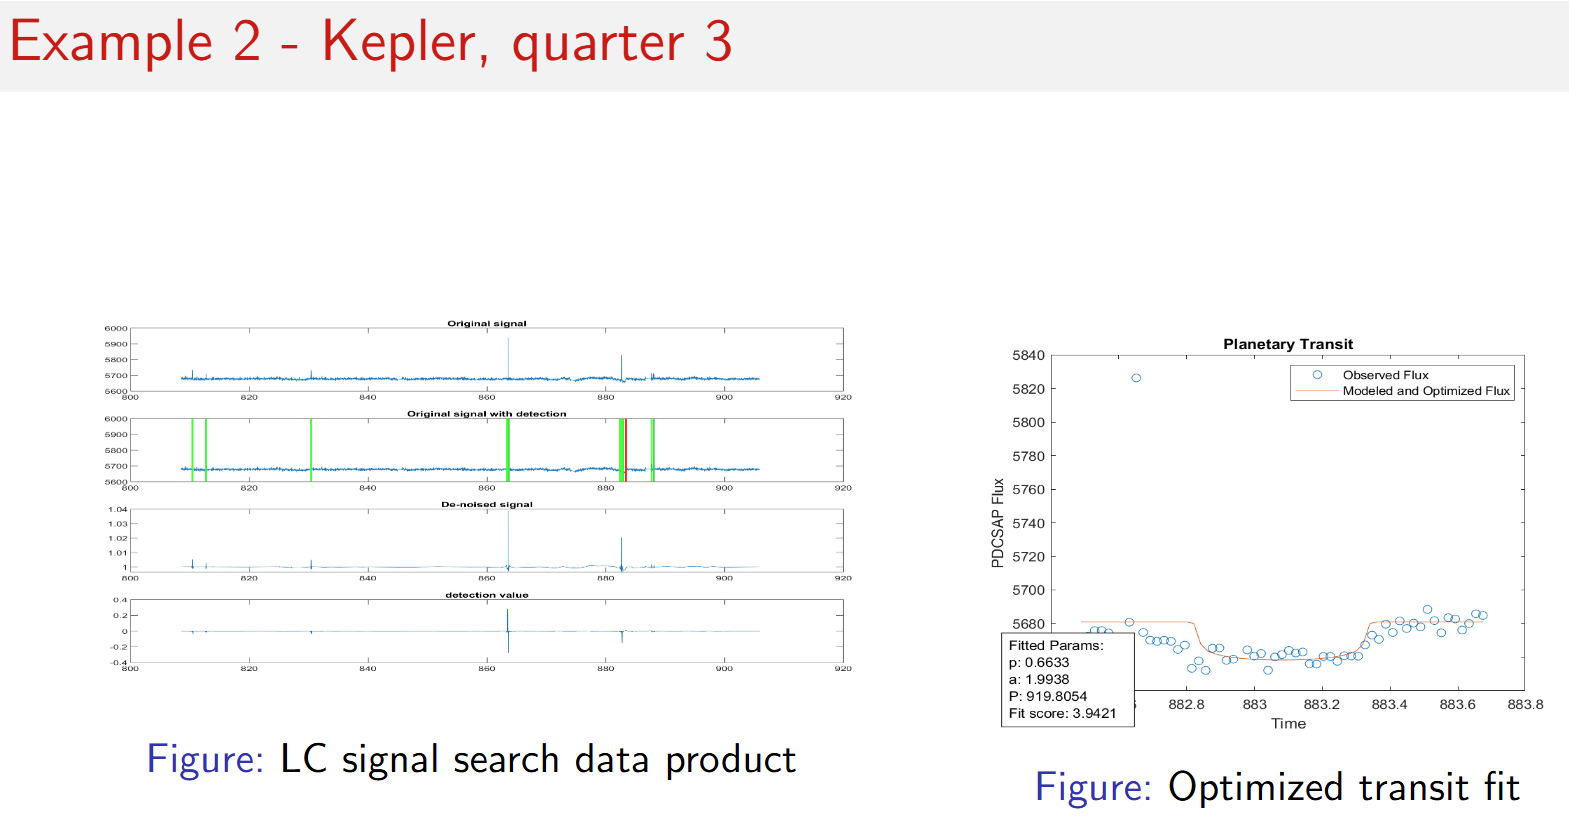 Example 2 - Kepler, quarter 3
Original signal
6000
5900
5800
5700
5600
800 820 840 860 880 900 920
Original signal with detection
6000
5900
5800
5700
5600
800 820 840 860 880 900 920
De-noised signal
1.04
1.03
1.02
1.01
1
800 820 840 860 880 900 920
detection value
0.4
0.2
0
-0.2
-0.4
800 820 840 860 880 900 920
Figure: LC signal search data product
Planetary Transit
5840
5820
5800
5780
5760
5740
5720
5700
5680
PDCSAP Flux
Observed Flux
Modeled and Optimized Flux
Fitted Params:
p: 0.6633
a: 1.9938
P: 919.8054
Fit score: 3.9421
882.8 883 883.2 883.4 883.6 883.8
Time
Figure: Optimized transit fit